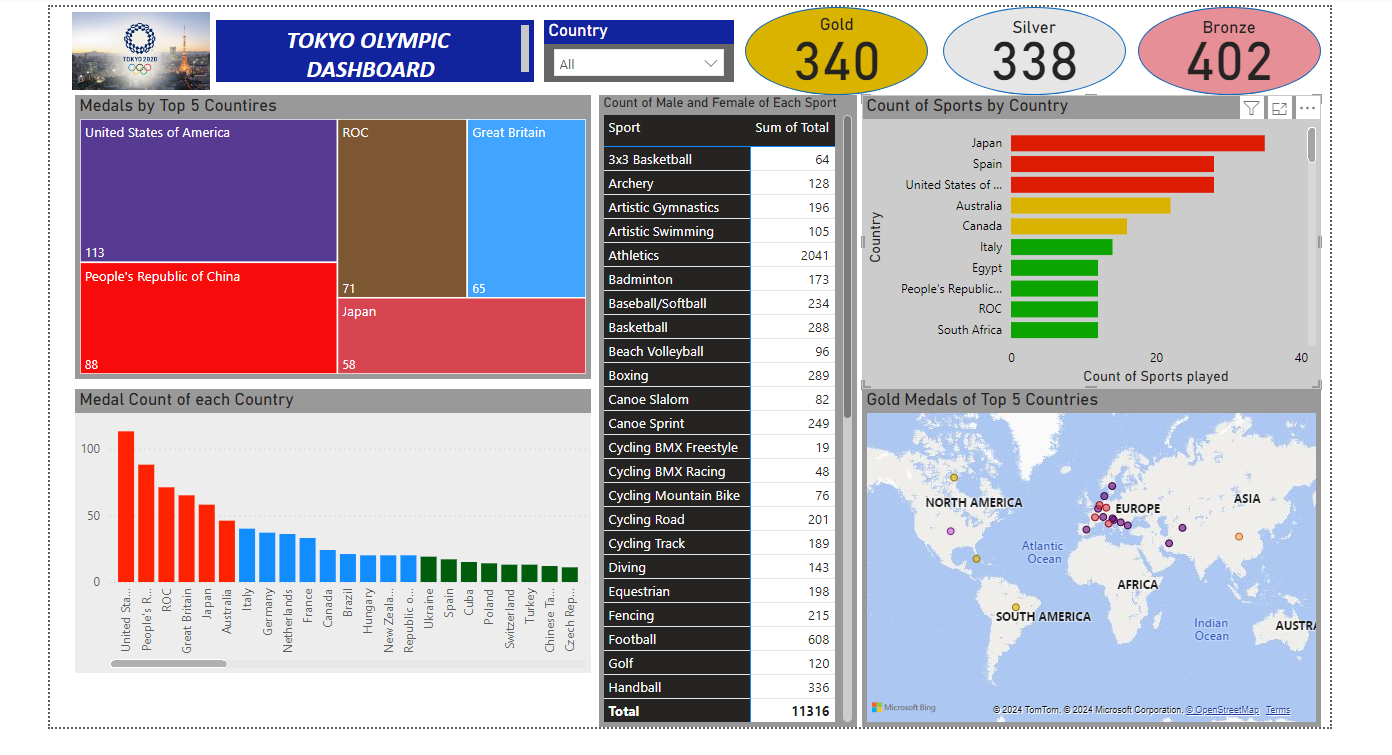 TOKYO 2020
TOKYO OLYMPIC
DASHBOARD
Country
All
Gold
340
Silver
338
Bronze
402
Medals by Top 5 Countires
United States of America
113
People's Republic of China
88
ROC
71
Great Britain
65
Japan
58
Count of Male and Female of Each Sport
Sport Sum of Total
3x3 Basketball 64
Archery 128
Artistic Gymnastics 196
Artistic Swimming 105
Athletics 2041
Badminton 173
Baseball/Softball 234
Basketball 288
Beach Volleyball 96
Boxing 289
Canoe Slalom 82
Canoe Sprint 249
Cycling BMX Freestyle 19
Cycling BMX Racing 48
Cycling Mountain Bike 76
Cycling Road 201
Cycling Track 189
Diving 143
Equestrian 198
Fencing 215
Football 608
Golf 120
Handball 336
Total 11316
Count of Sports by Country
Country
Japan
Spain
United States of ...
Australia
Canada
Italy
Egypt
People's Republic...
ROC
South Africa
0 20 40
Count of Sports played
Medal Count of each Country
100
50
0
United Sta...
People's R...
ROC
Great Britain
Japan
Australia
Italy
Germany
Netherlands
France
Canada
Brazil
Hungary
New Zeala...
Republic o...
Ukraine
Spain
Cuba
Poland
Switzerland
Turkey
Chinese Ta...
Czech Rep...
Gold Medals of Top 5 Countries
NORTH AMERICA
EUROPE
ASIA
Atlantic
Ocean
AFRICA
SOUTH AMERICA
Indian
Ocean
AUSTRA
Microsoft Bing
© 2024 TomTom, © 2024 Microsoft Corporation, © OpenStreetMap Terms